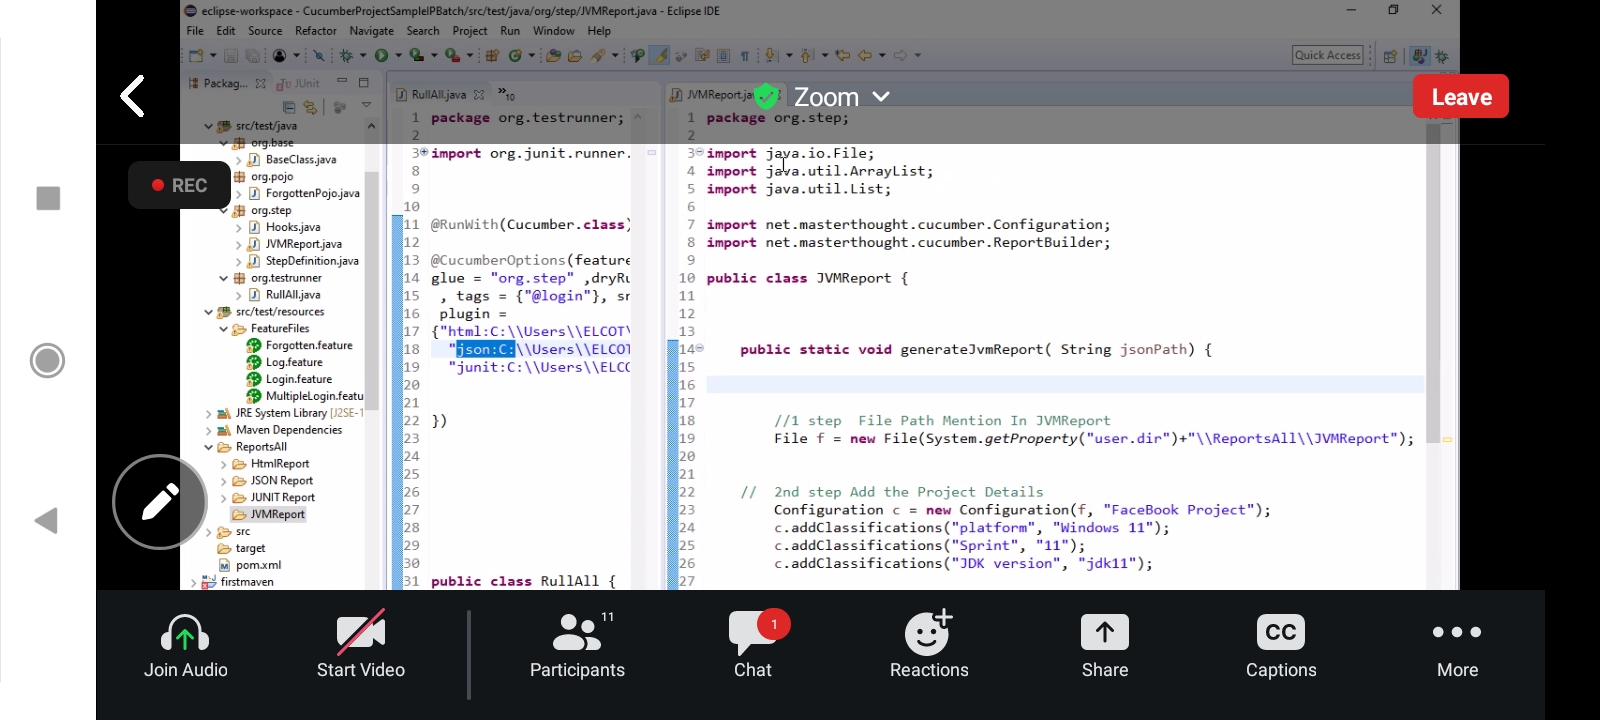 eclipse-workspace - CucumberProjectSampleIPBatch/src/test/java/org/step/JVMReport.java - Eclipse IDE
File Edit Source Refactor Navigate Search Project Run Window Help
Quick Access
Packag... JUnit
src/test/java
org.base
BaseClass.java
org.pojo
ForgottenPojo.java
org.step
Hooks.java
JVMReport.java
StepDefinition.java
org.testrunner
RullAll.java
src/test/resources
FeatureFiles
Forgotten.feature
Log.feature
Login.feature
MultipleLogin.featu
JRE System Library [J2SE-1
Maven Dependencies
ReportsAll
HtmlReport
JSON Report
JUNIT Report
JVMReport
src
target
pom.xml
firstmaven
RullAll.java »10
1 package org.testrunner;
2
3 import org.junit.runner.
8
9
10
11 @RunWith(Cucumber.class)
12
13 @CucumberOptions(feature
14 glue = "org.step" ,dryRu
15 , tags = {"@login"}, sn
16 plugin =
17 {"html:C:\\Users\\ELCOT\
18 "json:C:\\Users\\ELCOT
19 "junit:C:\\Users\\ELCO
20
21
22 })
23
24
25
26
27
28
29
30
31 public class RullAll {
JVMReport.ja
1 package org.step;
2
3 import java.io.File;
4 import java.util.ArrayList;
5 import java.util.List;
6
7 import net.masterthought.cucumber.Configuration;
8 import net.masterthought.cucumber.ReportBuilder;
9
10 public class JVMReport {
11
12
13
14 public static void generateJvmReport( String jsonPath) {
15
16
17
18 //1 step  File Path Mention In JVMReport
19 File f = new File(System.getProperty("user.dir")+"\\ReportsAll\\JVMReport");
20
21
22 //  2nd step Add the Project Details
23 Configuration c = new Configuration(f, "FaceBook Project");
24 c.addClassifications("platform", "Windows 11");
25 c.addClassifications("Sprint", "11");
26 c.addClassifications("JDK version", "jdk11");
27
Zoom
Leave
REC
11
1
CC
Join Audio
Start Video
Participants
Chat
Reactions
Share
Captions
More